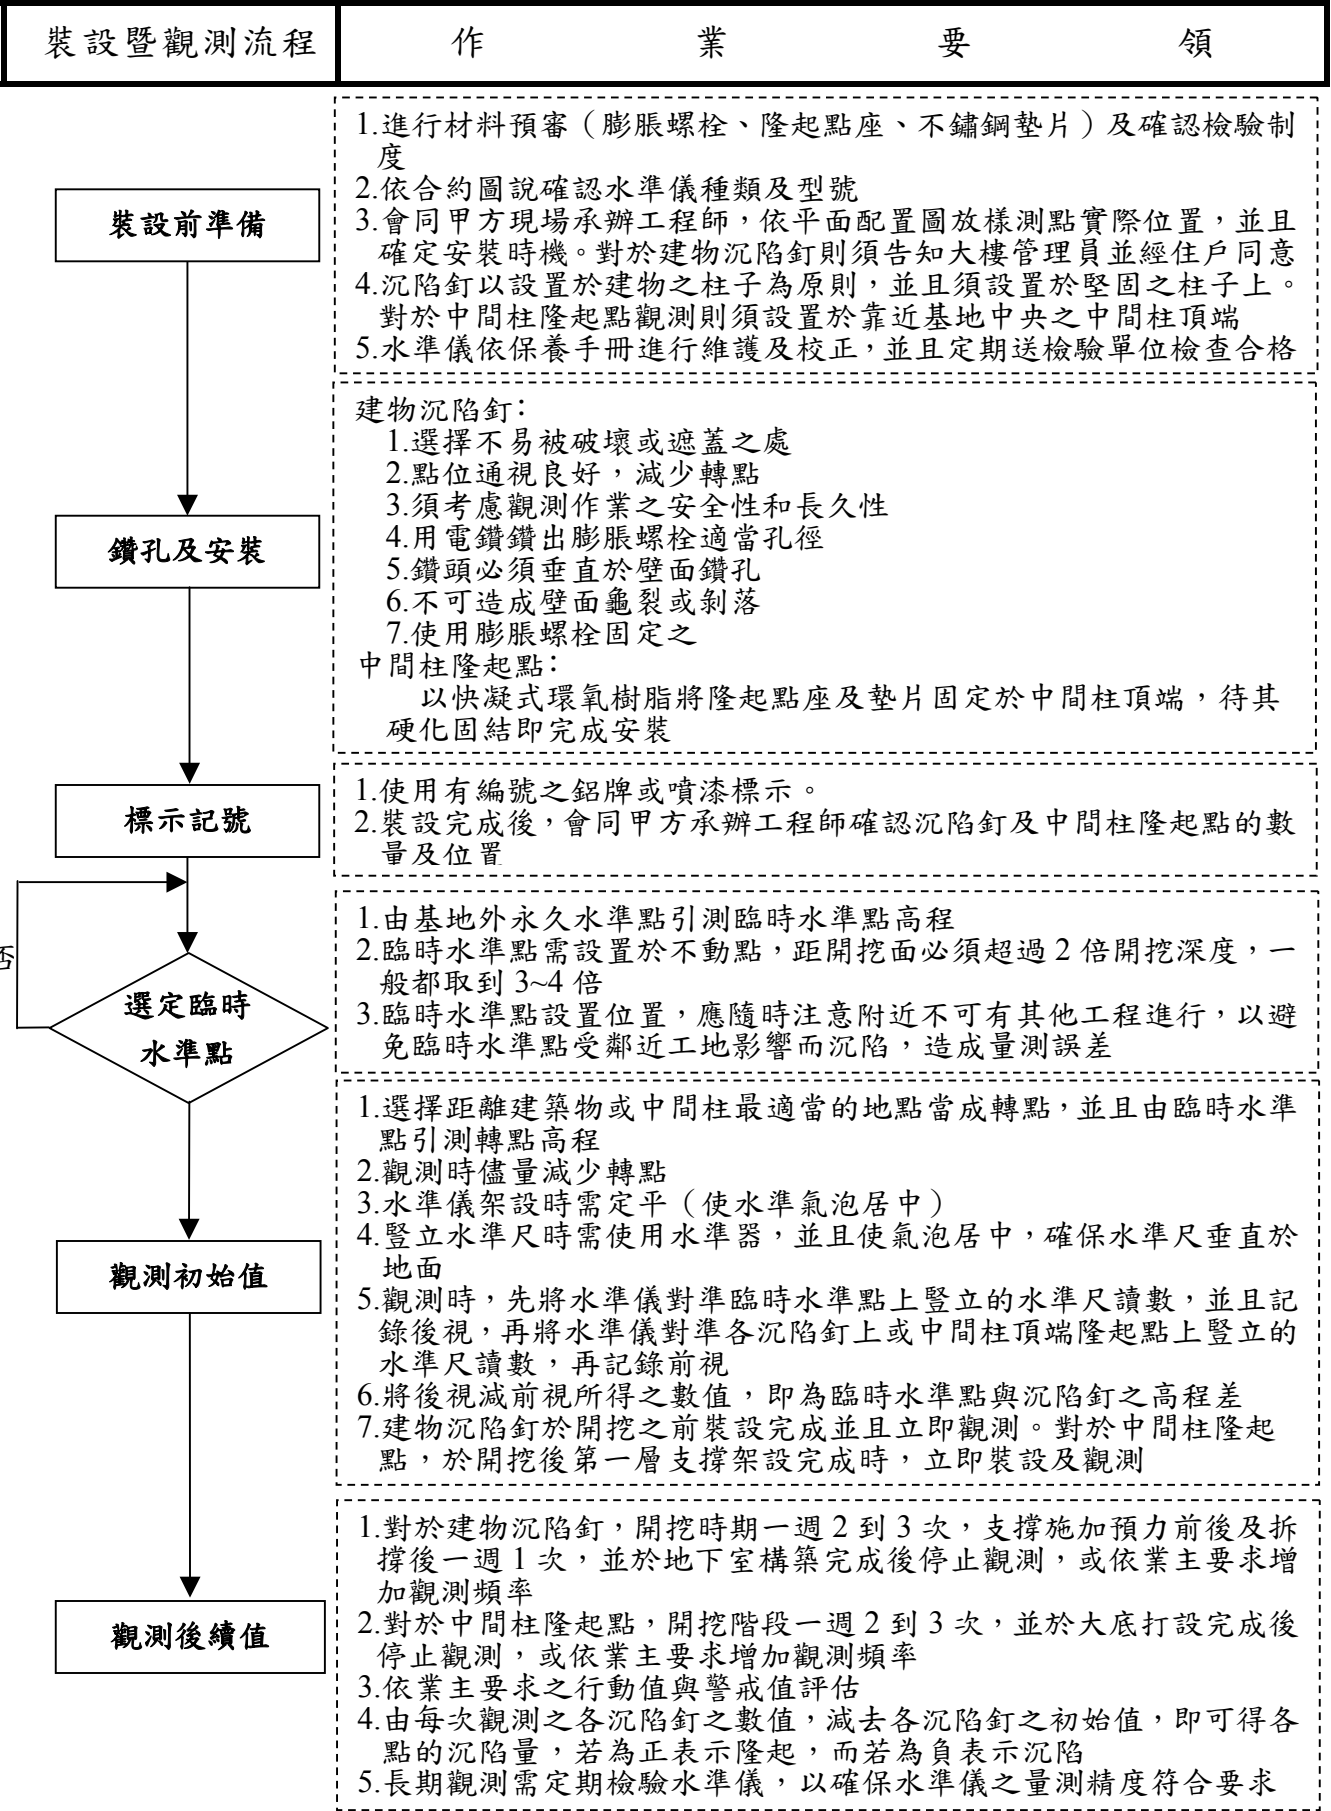 裝設暨觀測流程
作業要領
裝設前準備
1.進行材料預審（膨脹螺栓、隆起點座、不鏽鋼墊片）及確認檢驗制
度
2.依合約圖說確認水準儀種類及型號
3.會同甲方現場承辦工程師，依平面配置圖放樣測點實際位置，並且
確定安裝時機。對於建物沉陷釘則須告知大樓管理員並經住戶同意
4.沉陷釘以設置於建物之柱子為原則，並且須設置於堅固之柱子上。
對於中間柱隆起點觀測則須設置於靠近基地中央之中間柱頂端
5.水準儀依保養手冊進行維護及校正，並且定期送檢驗單位檢查合格
鑽孔及安裝
建物沉陷釘：
1.選擇不易被破壞或遮蓋之處
2.點位通視良好，減少轉點
3.須考慮觀測作業之安全性和長久性
4.用電鑽鑽出膨脹螺栓適當孔徑
5.鑽頭必須垂直於壁面鑽孔
6.不可造成壁面龜裂或剝落
7.使用膨脹螺栓固定之
中間柱隆起點：
以快凝式環氧樹脂將隆起點座及墊片固定於中間柱頂端，待其
硬化固結即完成安裝
標示記號
1.使用有編號之鋁牌或噴漆標示。
2.裝設完成後，會同甲方承辦工程師確認沉陷釘及中間柱隆起點的數
量及位置
否
選定臨時
水準點
1.由基地外永久水準點引測臨時水準點高程
2.臨時水準點需設置於不動點，距開挖面必須超過 2 倍開挖深度，一
般都取到 3~4 倍
3.臨時水準點設置位置，應隨時注意附近不可有其他工程進行，以避
免臨時水準點受鄰近工地影響而沉陷，造成量測誤差
觀測初始值
1.選擇距離建築物或中間柱最適當的地點當成轉點，並且由臨時水準
點引測轉點高程
2.觀測時儘量減少轉點
3.水準儀架設時需定平（使水準氣泡居中）
4.豎立水準尺時需使用水準器，並且使氣泡居中，確保水準尺垂直於
地面
5.觀測時，先將水準儀對準臨時水準點上豎立的水準尺讀數，並且記
錄後視，再將水準儀對準各沉陷釘上或中間柱頂端隆起點上豎立的
水準尺讀數，再記錄前視
6.將後視減前視所得之數值，即為臨時水準點與沉陷釘之高程差
7.建物沉陷釘於開挖之前裝設完成並且立即觀測。對於中間柱隆起
點，於開挖後第一層支撐架設完成時，立即裝設及觀測
觀測後續值
1.對於建物沉陷釘，開挖時期一週 2 到 3 次，支撐施加預力前後及拆
撐後一週 1 次，並於地下室構築完成後停止觀測，或依業主要求增
加觀測頻率
2.對於中間柱隆起點，開挖階段一週 2 到 3 次，並於大底打設完成後
停止觀測，或依業主要求增加觀測頻率
3.依業主要求之行動值與警戒值評估
4.由每次觀測之各沉陷釘之數值，減去各沉陷釘之初始值，即可得各
點的沉陷量，若為正表示隆起，而若為負表示沉陷
5.長期觀測需定期檢驗水準儀，以確保水準儀之量測精度符合要求